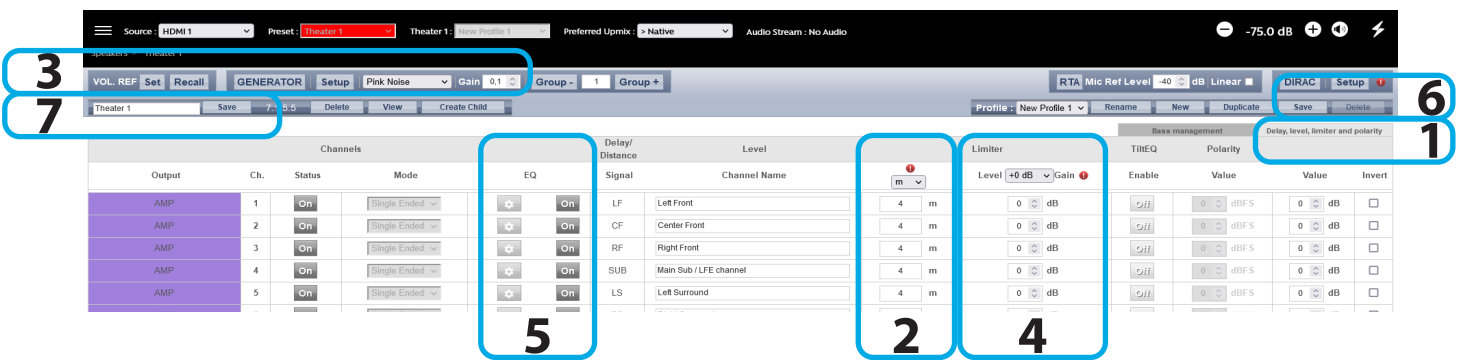 Source : HDMI 1 Preset : Theater 1 Theater 1 : New Profile 1 Preferred Upmix : > Native Audio Stream : No Audio -75.0 dB
Speakers Theater 1
3 VOL. REF Set Recall GENERATOR Setup Pink Noise Gain 0,1 Group - 1 Group + RTA Mic Ref Level -40 dB Linear DIRAC Setup 6
7 Theater 1 Save Delete View Create Child Profile : New Profile 1 Rename New Duplicate Save Delete
Bass management Delay, level, limiter and polarity 1
Channels Delay/ Level Limiter TiltEQ Polarity
Distance
Output Ch. Status Mode EQ Signal Channel Name m Level +0 dB Gain Enable Value Value Invert
AMP 1 On Single Ended On LF Left Front 4 m 0 dB Off 0 dBFS 0 dB
AMP 2 On Single Ended On CF Center Front 4 m 0 dB Off 0 dBFS 0 dB
AMP 3 On Single Ended On RF Right Front 4 m 0 dB Off 0 dBFS 0 dB
AMP 4 On Single Ended On SUB Main Sub / LFE channel 4 m 0 dB Off 0 dBFS 0 dB
AMP 5 On Single Ended On LS Left Surround 4 m 0 dB Off 0 dBFS 0 dB
5 2 4